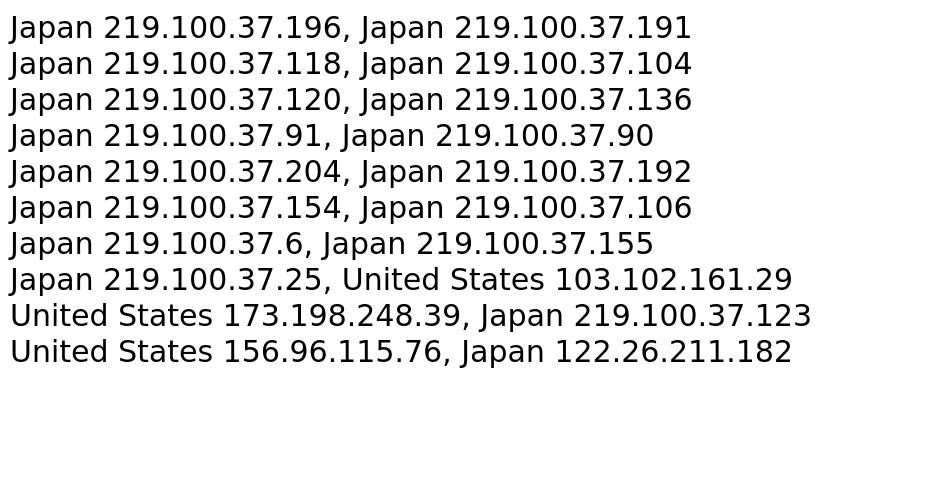 Japan 219.100.37.196, Japan 219.100.37.191
Japan 219.100.37.118, Japan 219.100.37.104
Japan 219.100.37.120, Japan 219.100.37.136
Japan 219.100.37.91, Japan 219.100.37.90
Japan 219.100.37.204, Japan 219.100.37.192
Japan 219.100.37.154, Japan 219.100.37.106
Japan 219.100.37.6, Japan 219.100.37.155
Japan 219.100.37.25, United States 103.102.161.29
United States 173.198.248.39, Japan 219.100.37.123
United States 156.96.115.76, Japan 122.26.211.182